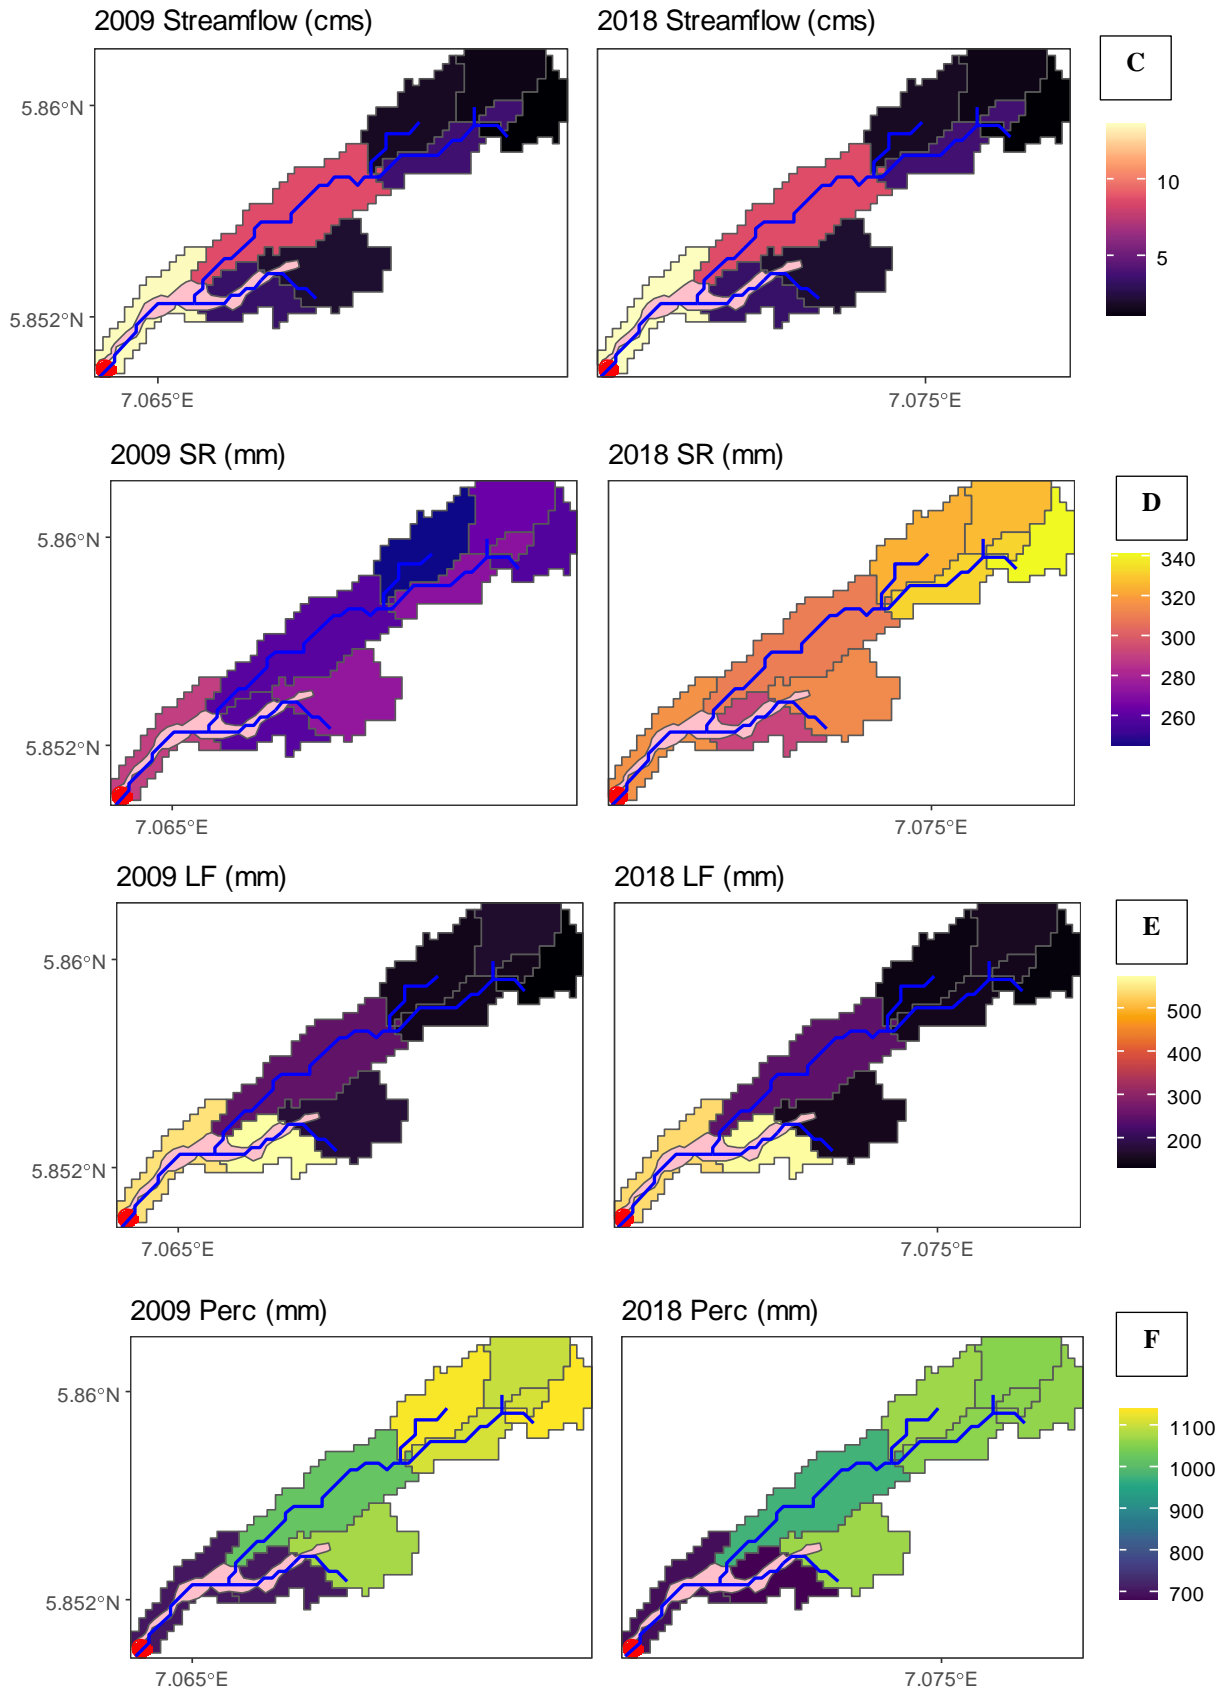 2009 Streamflow (cms)
2018 Streamflow (cms)
C
5.86°N
5.852°N
10
5
7.065°E
7.075°E
2009 SR (mm)
2018 SR (mm)
D
5.86°N
5.852°N
340
320
300
280
260
7.065°E
7.075°E
2009 LF (mm)
2018 LF (mm)
E
5.86°N
5.852°N
500
400
300
200
7.065°E
7.075°E
2009 Perc (mm)
2018 Perc (mm)
F
5.86°N
5.852°N
1100
1000
900
800
700
7.065°E
7.075°E